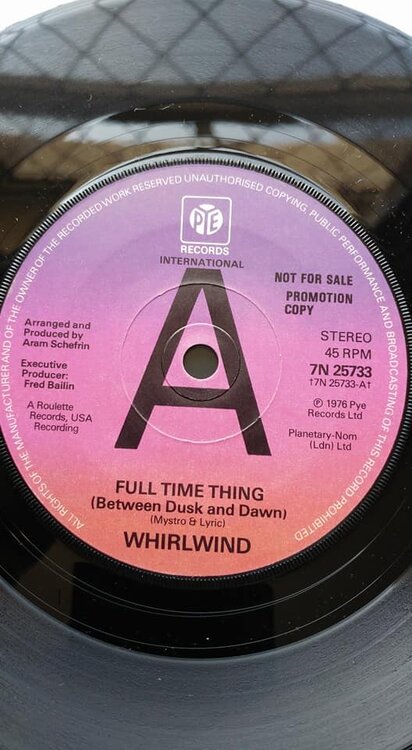 ALL RIGHTS OF THE MANUFACTURER AND OF THE OWNER OF THE RECORDED WORK RESERVED UNAUTHORISED COPYING, PUBLIC PERFORMANCE AND BROADCASTING OF THIS RECORD PROHIBITED
PYE
RECORDS
INTERNATIONAL
NOT FOR SALE
PROMOTION
COPY
A
Arranged and
Produced by
Aram Schefrin
Executive
Producer:
Fred Bailin
A Roulette
Records, USA
Recording
STEREO
45 RPM
7N 25733
†7N 25733-A†
℗ 1976 Pye
Records Ltd
Planetary-Nom
(Ldn) Ltd
FULL TIME THING
(Between Dusk and Dawn)
(Mystro & Lyric)
WHIRLWIND